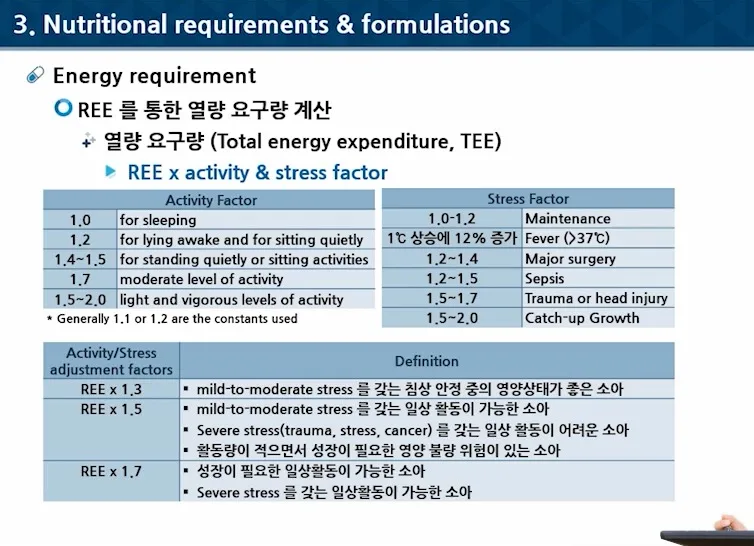 3. Nutritional requirements & formulations
Energy requirement
REE 를 통한 열량 요구량 계산
열량 요구량 (Total energy expenditure, TEE)
REE x activity & stress factor
Activity Factor
1.0 for sleeping
1.2 for lying awake and for sitting quietly
1.4~1.5 for standing quietly or sitting activities
1.7 moderate level of activity
1.5~2.0 light and vigorous levels of activity
* Generally 1.1 or 1.2 are the constants used
Stress Factor
1.0-1.2 Maintenance
1℃ 상승에 12% 증가 Fever (>37℃)
1.2~1.4 Major surgery
1.2~1.5 Sepsis
1.5~1.7 Trauma or head injury
1.5~2.0 Catch-up Growth
Activity/Stress
adjustment factors
Definition
REE x 1.3 ▪ mild-to-moderate stress 를 갖는 침상 안정 중의 영양상태가 좋은 소아
REE x 1.5 ▪ mild-to-moderate stress 를 갖는 일상 활동이 가능한 소아
▪ Severe stress(trauma, stress, cancer) 를 갖는 일상 활동이 어려운 소아
▪ 활동량이 적으면서 성장이 필요한 영양 불량 위험이 있는 소아
REE x 1.7 ▪ 성장이 필요한 일상활동이 가능한 소아
▪ Severe stress 를 갖는 일상활동이 가능한 소아